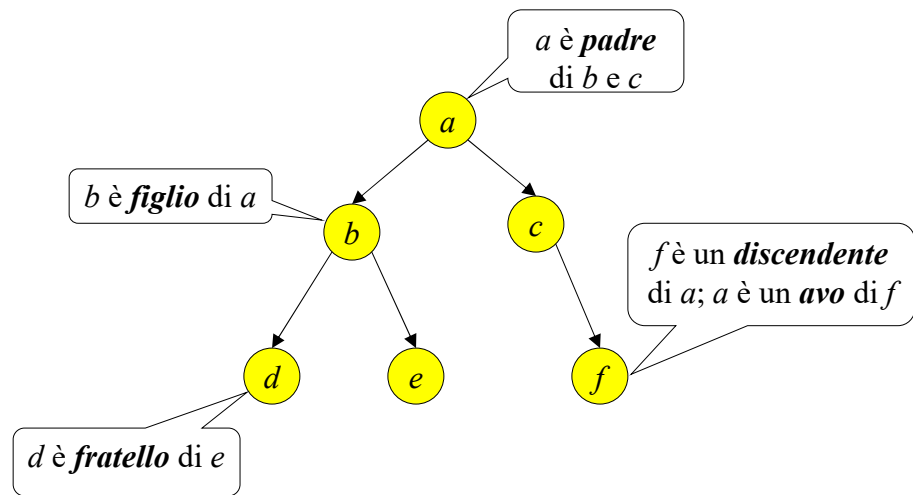 a è padre
di b e c
a
b è figlio di a
b
c
f è un discendente
di a; a è un avo di f
d
e
f
d è fratello di e